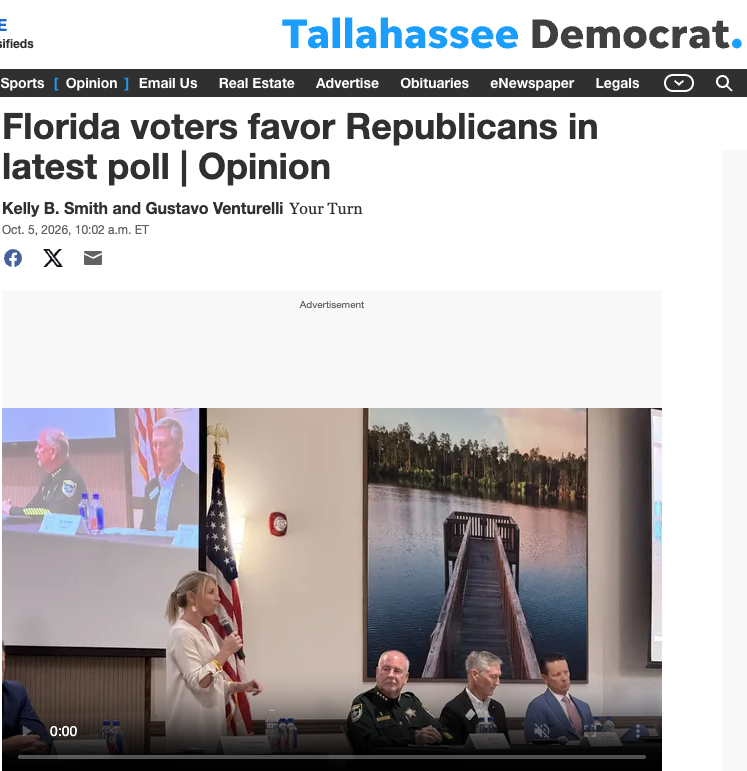 E
sifieds
Tallahassee Democrat.
Sports [ Opinion ] Email Us Real Estate Advertise Obituaries eNewspaper Legals
Florida voters favor Republicans in
latest poll | Opinion
Kelly B. Smith and Gustavo Venturelli Your Turn
Oct. 5, 2026, 10:02 a.m. ET
Advertisement
0:00